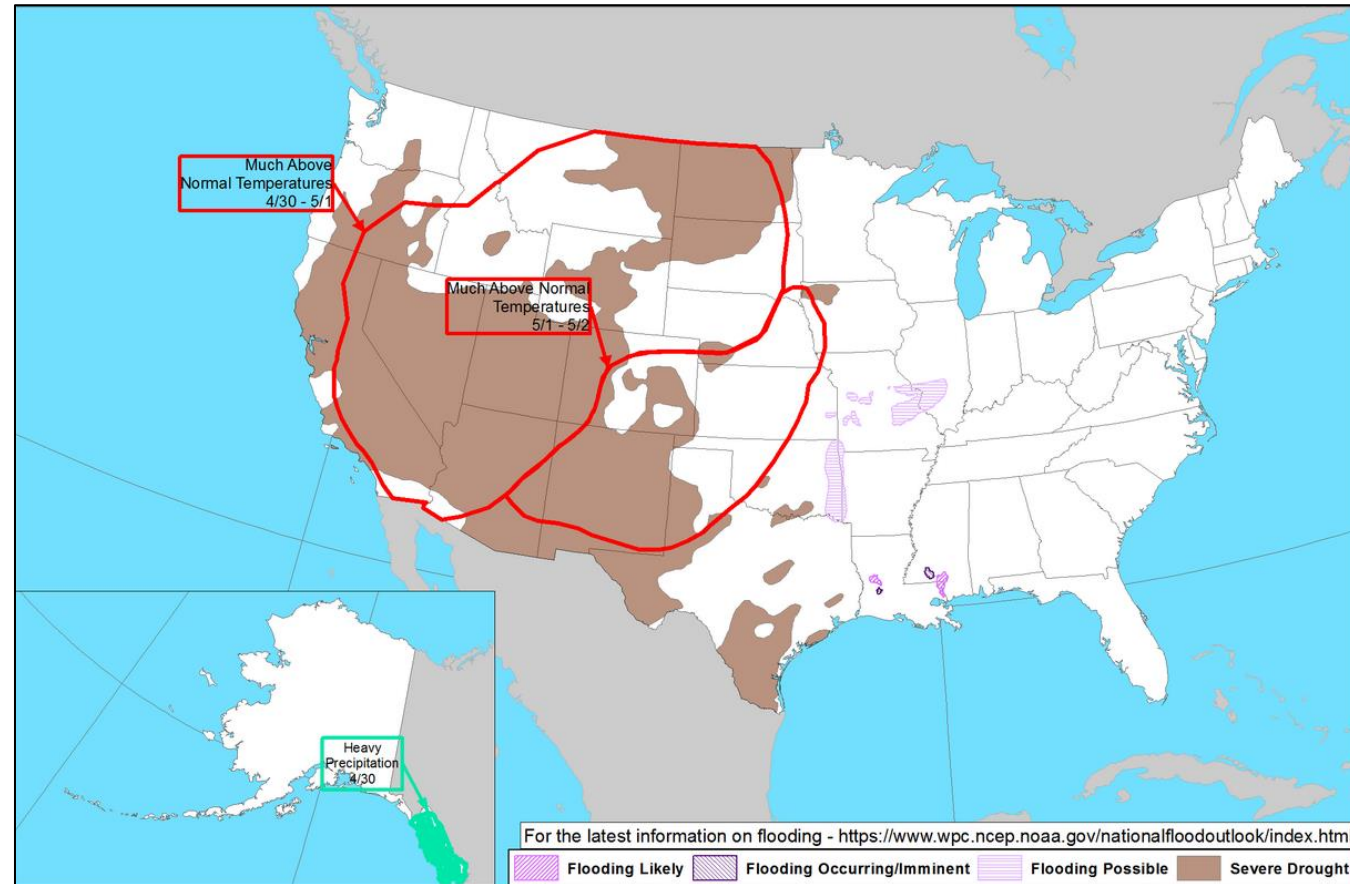 Much Above
Normal Temperatures
4/30 - 5/1
Much Above Normal
Temperatures
5/1 - 5/2
Heavy
Precipitation
4/30
For the latest information on flooding - https://www.wpc.ncep.noaa.gov/nationalfloodoutlook/index.html
Flooding Likely Flooding Occurring/Imminent Flooding Possible Severe Drought